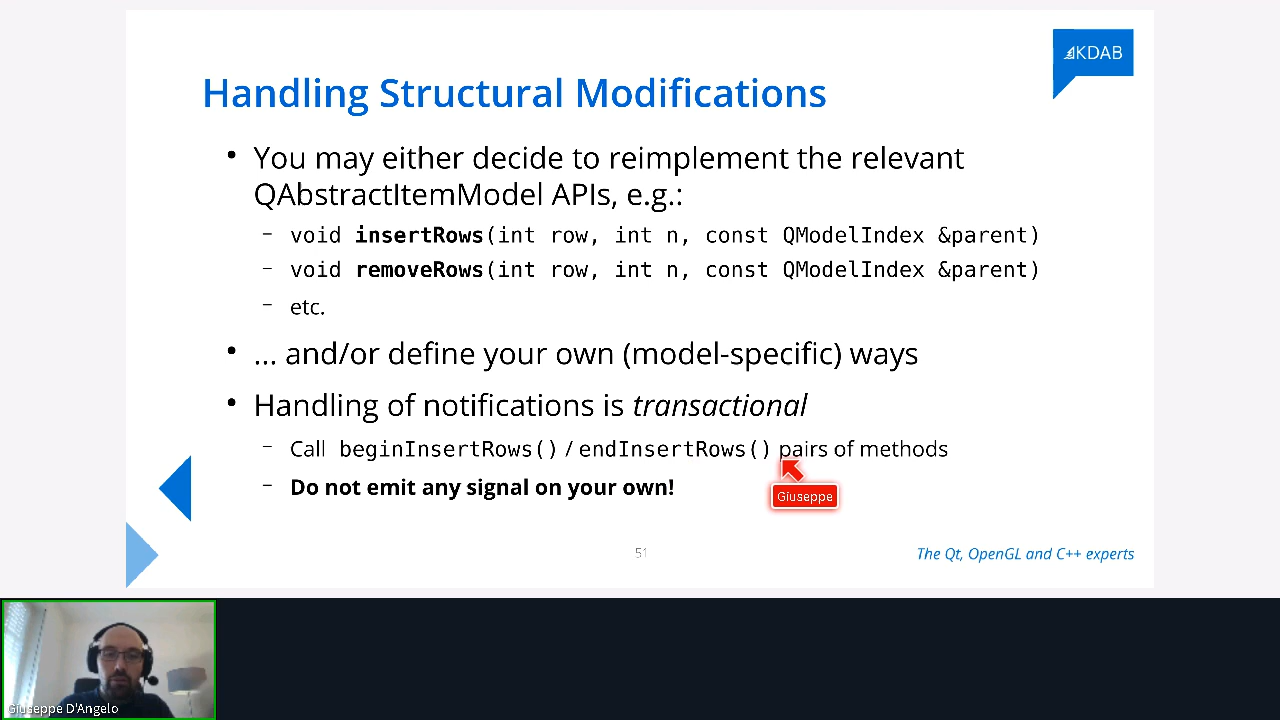 KDAB
Handling Structural Modifications
• You may either decide to reimplement the relevant
QAbstractItemModel APIs, e.g.:
– void insertRows(int row, int n, const QModelIndex &parent)
– void removeRows(int row, int n, const QModelIndex &parent)
– etc.
• ... and/or define your own (model-specific) ways
• Handling of notifications is transactional
– Call beginInsertRows() / endInsertRows() pairs of methods
– Do not emit any signal on your own!
Giuseppe
51
The Qt, OpenGL and C++ experts
Giuseppe D'Angelo